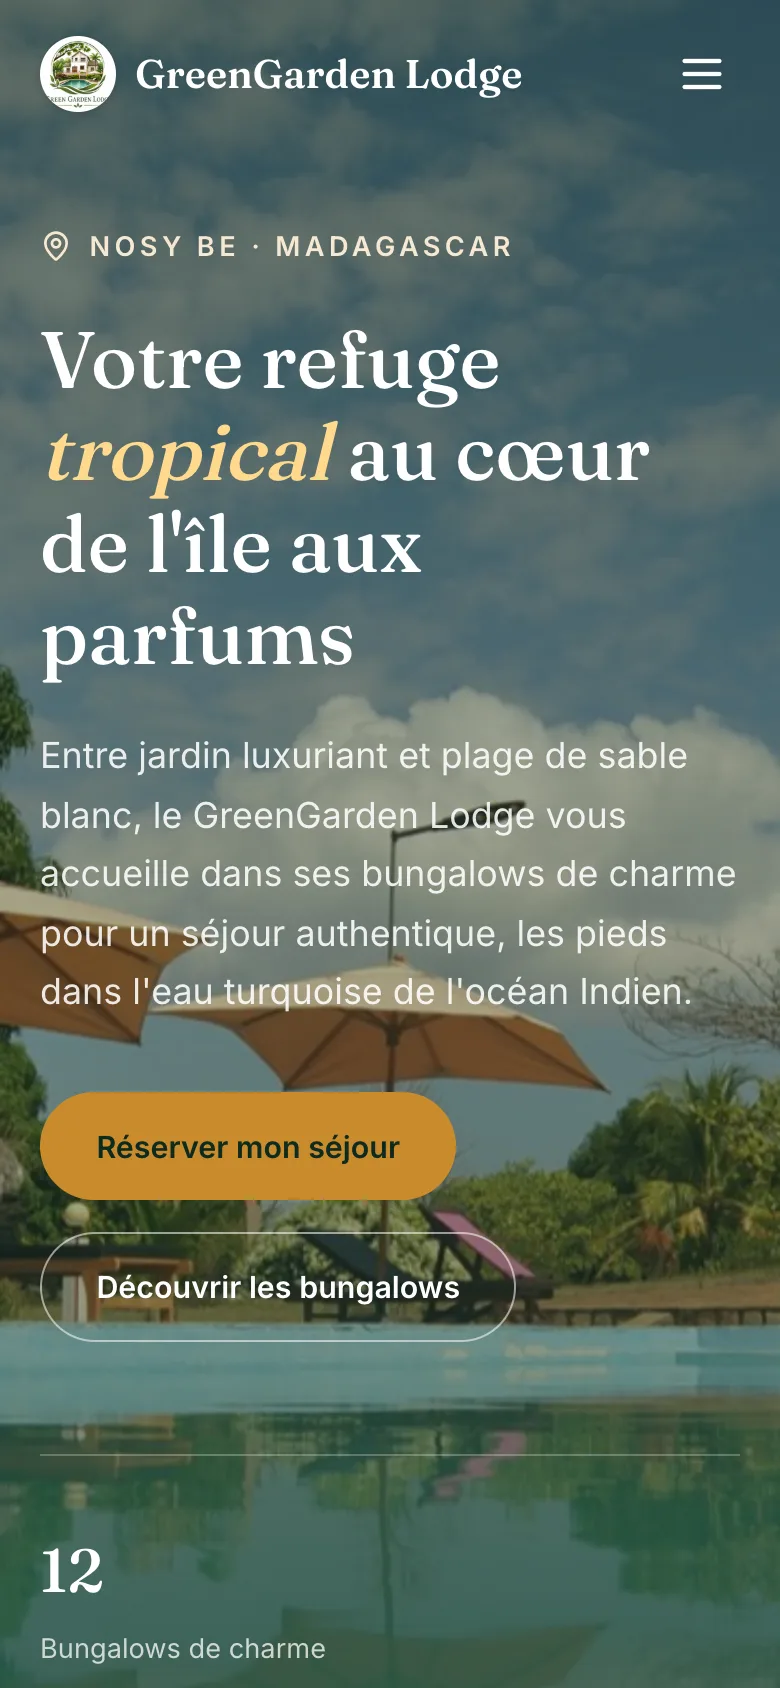 GreenGarden Lodge
NOSY BE · MADAGASCAR
Votre refuge
tropical au cœur
de l'île aux
parfums
Entre jardin luxuriant et plage de sable
blanc, le GreenGarden Lodge vous
accueille dans ses bungalows de charme
pour un séjour authentique, les pieds
dans l'eau turquoise de l'océan Indien.
Réserver mon séjour
Découvrir les bungalows
12
Bungalows de charme